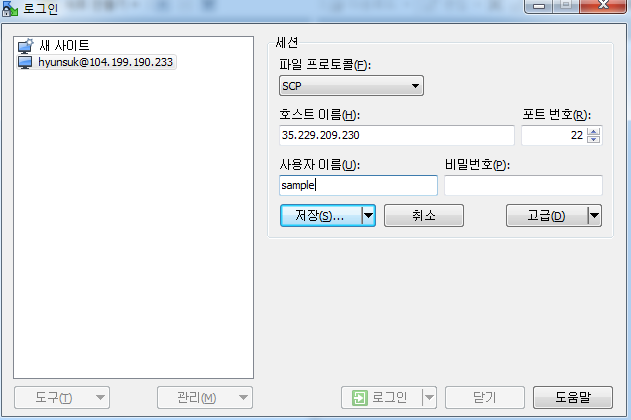 로그인
새 사이트
hyunsuk@104.199.190.233
세션
파일 프로토콜(F):
SCP
호스트 이름(H):
포트 번호(R):
35.229.209.230
22
사용자 이름(U):
비밀번호(P):
sample
저장(S)...
취소
고급(D)
도구(T)
관리(M)
로그인
닫기
도움말